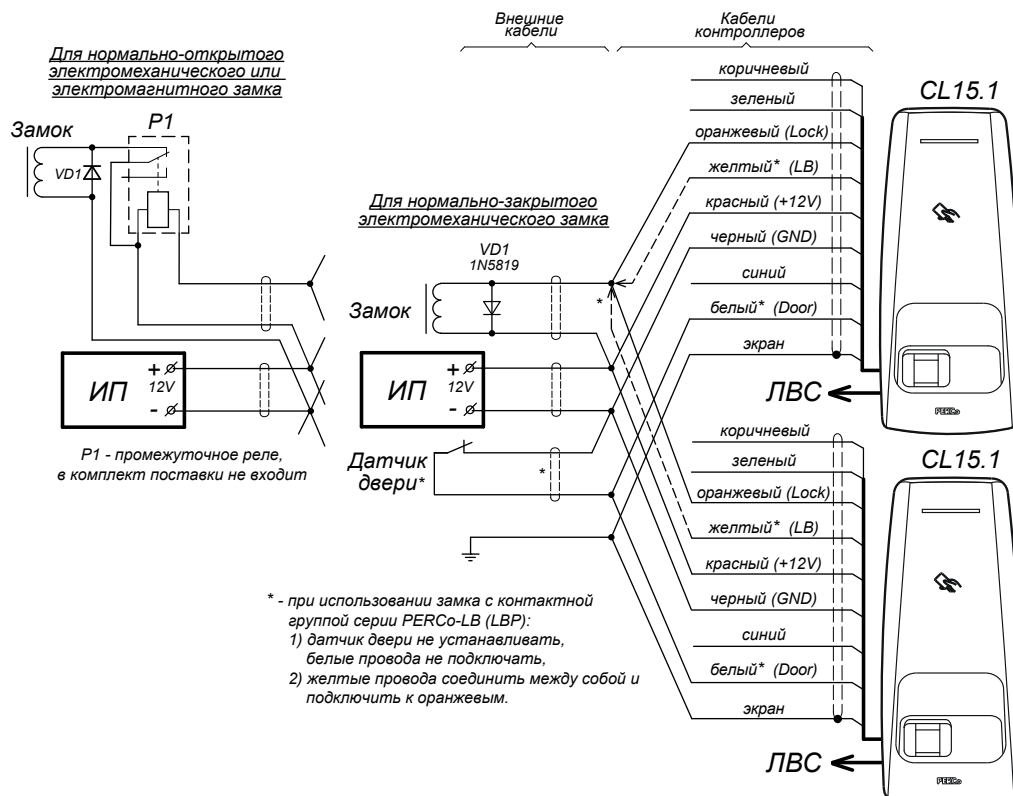 Внешние
кабели
Кабели
контроллеров
Для нормально-открытого
электромеханического или
электромагнитного замка
Замок
P1
VD1
ИП
+
12V
-
P1 - промежуточное реле,
в комплект поставки не входит
Для нормально-закрытого
электромеханического замка
VD1
1N5819
Замок
*
ИП
+
12V
-
Датчик
двери*
*
* - при использовании замка с контактной
группой серии PERCo-LB (LBP):
1) датчик двери не устанавливать,
белые провода не подключать,
2) желтые провода соединить между собой и
подключить к оранжевым.
коричневый
зеленый
оранжевый (Lock)
желтый* (LB)
красный (+12V)
черный (GND)
синий
белый* (Door)
экран
CL15.1
ЛВС
PERCo
коричневый
зеленый
оранжевый (Lock)
желтый* (LB)
красный (+12V)
черный (GND)
синий
белый* (Door)
экран
CL15.1
ЛВС
PERCo